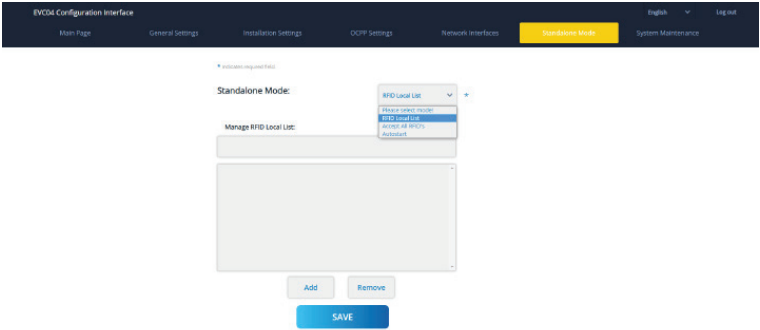 EVC04 Configuration Interface
English
Log out
Main Page
General Settings
Installation Settings
OCPP Settings
Network Interfaces
Standalone Mode
System Maintenance
* indicates required field.
Standalone Mode:
RFID Local List
*
Please select mode!
RFID Local List
Accept All RFID's
Autostart
Manage RFID Local List:
Add
Remove
SAVE